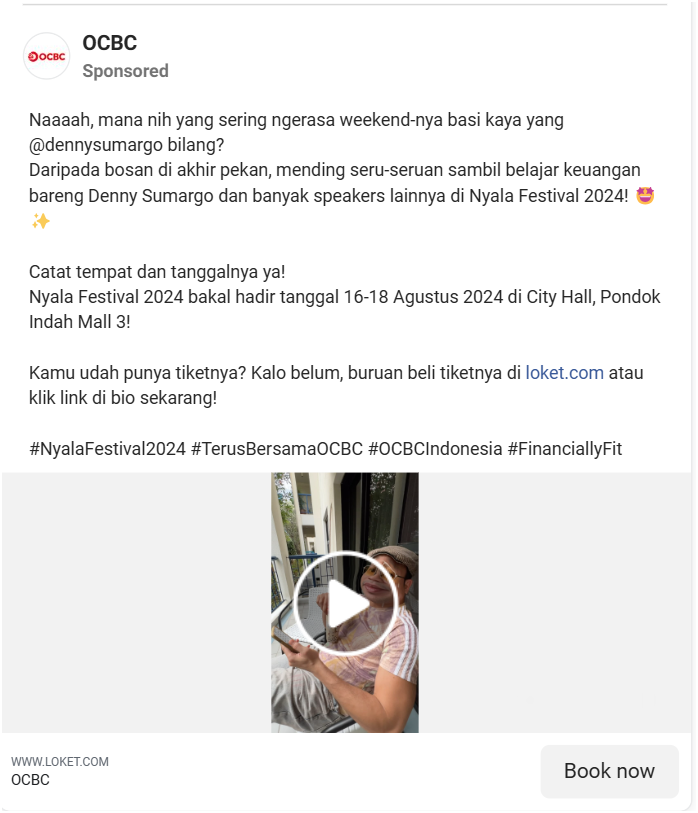 OCBC
OCBC
Sponsored
Naaaah, mana nih yang sering ngerasa weekend-nya basi kaya yang
@dennysumargo bilang?
Daripada bosan di akhir pekan, mending seru-seruan sambil belajar keuangan
bareng Denny Sumargo dan banyak speakers lainnya di Nyala Festival 2024! 🤩
✨
Catat tempat dan tanggalnya ya!
Nyala Festival 2024 bakal hadir tanggal 16-18 Agustus 2024 di City Hall, Pondok
Indah Mall 3!
Kamu udah punya tiketnya? Kalo belum, buruan beli tiketnya di loket.com atau
klik link di bio sekarang!
#NyalaFestival2024 #TerusBersamaOCBC #OCBCIndonesia #FinanciallyFit
WWW.LOKET.COM
OCBC
Book now